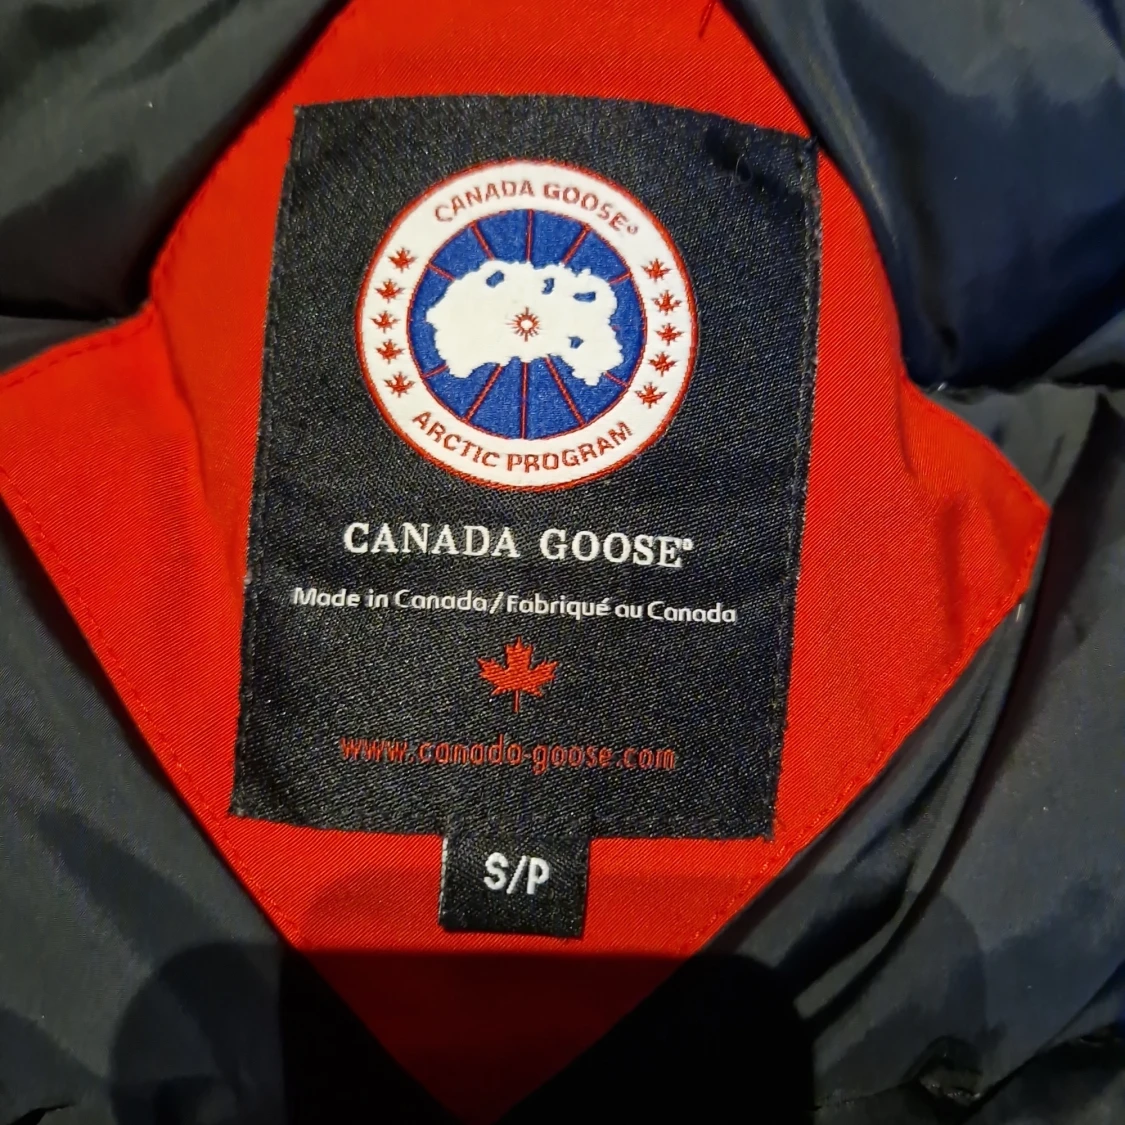 CANADA GOOSE®
ARCTIC PROGRAM
CANADA GOOSE®
Made in Canada/Fabriqué au Canada
www.canada-goose.com
S/P